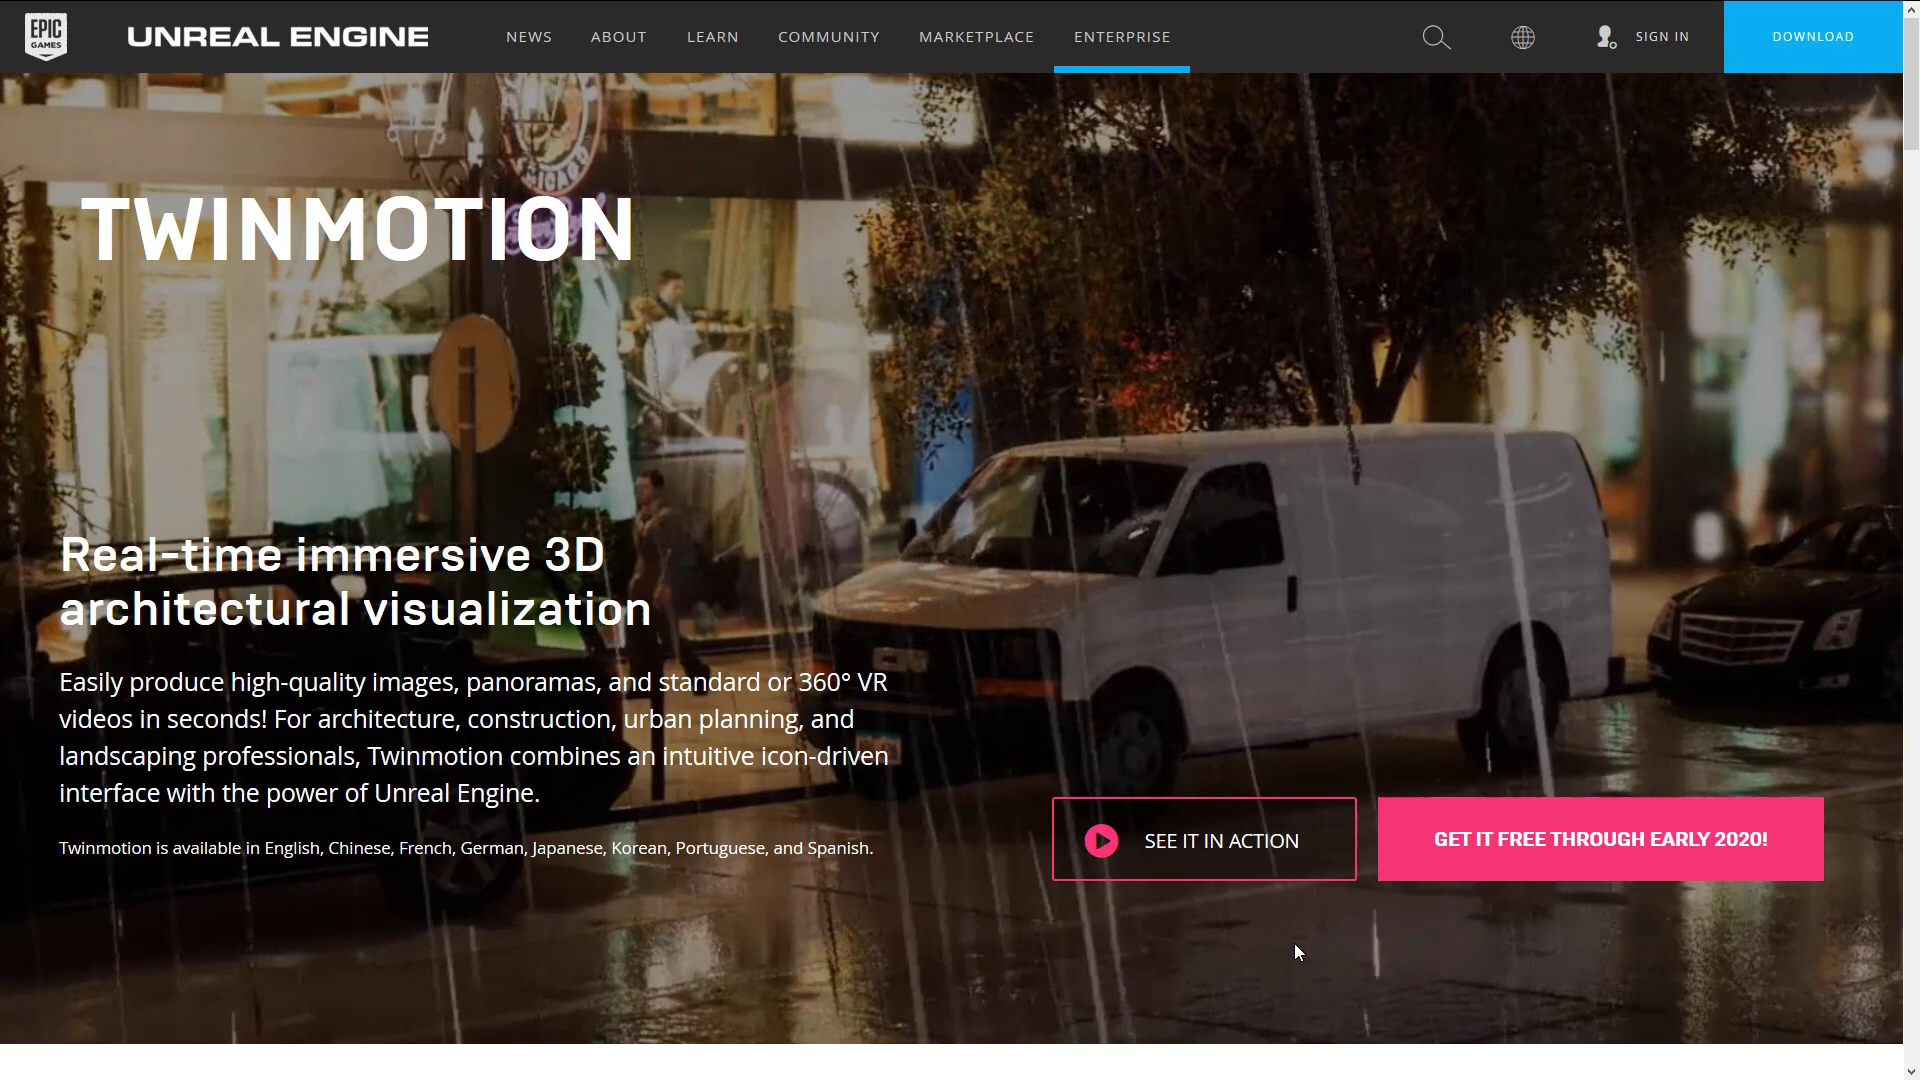 EPIC
GAMES
UNREAL ENGINE
NEWS
ABOUT
LEARN
COMMUNITY
MARKETPLACE
ENTERPRISE
SIGN IN
DOWNLOAD
TWINMOTION
Real-time immersive 3D
architectural visualization
Easily produce high-quality images, panoramas, and standard or 360° VR
videos in seconds! For architecture, construction, urban planning, and
landscaping professionals, Twinmotion combines an intuitive icon-driven
interface with the power of Unreal Engine.
Twinmotion is available in English, Chinese, French, German, Japanese, Korean, Portuguese, and Spanish.
SEE IT IN ACTION
GET IT FREE THROUGH EARLY 2020!